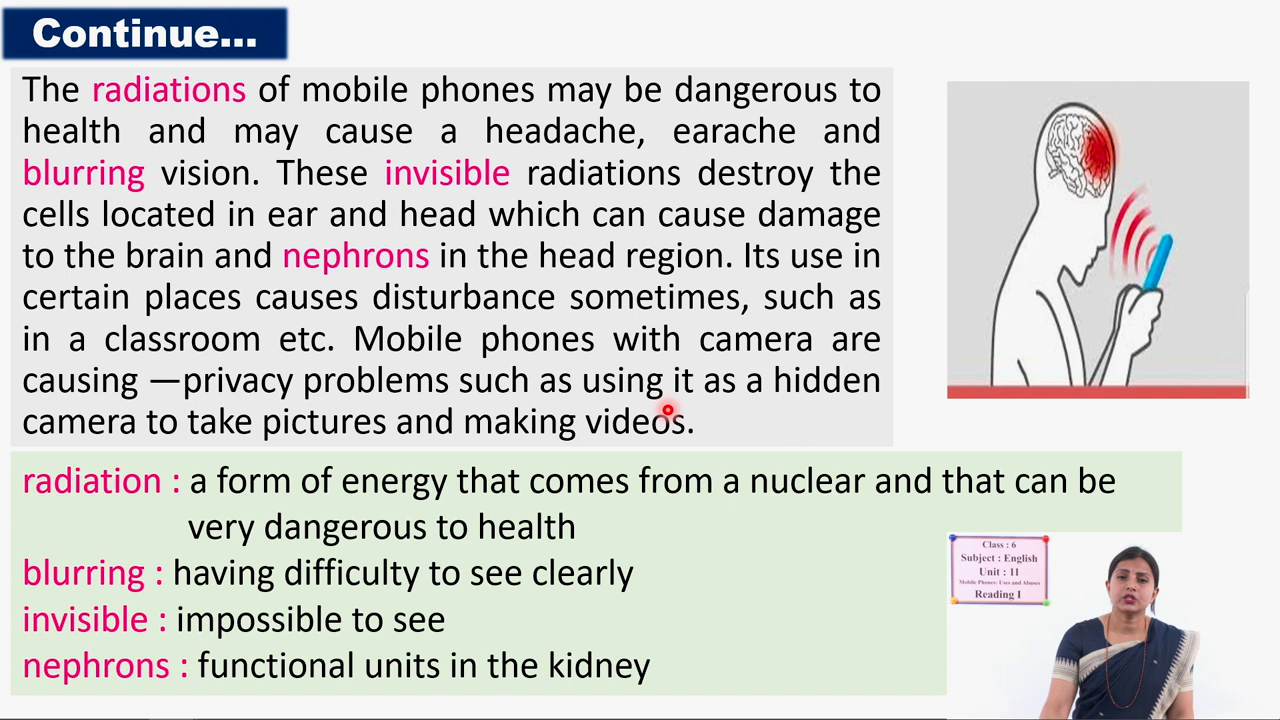 Continue...
The radiations of mobile phones may be dangerous to
health and may cause a headache, earache and
blurring vision. These invisible radiations destroy the
cells located in ear and head which can cause damage
to the brain and nephrons in the head region. Its use in
certain places causes disturbance sometimes, such as
in a classroom etc. Mobile phones with camera are
causing —privacy problems such as using it as a hidden
camera to take pictures and making videos.
radiation : a form of energy that comes from a nuclear and that can be
very dangerous to health
blurring : having difficulty to see clearly
invisible : impossible to see
nephrons : functional units in the kidney
Class : 6
Subject : English
Unit : 11
Mobile Phones: Uses and Abuses
Reading I